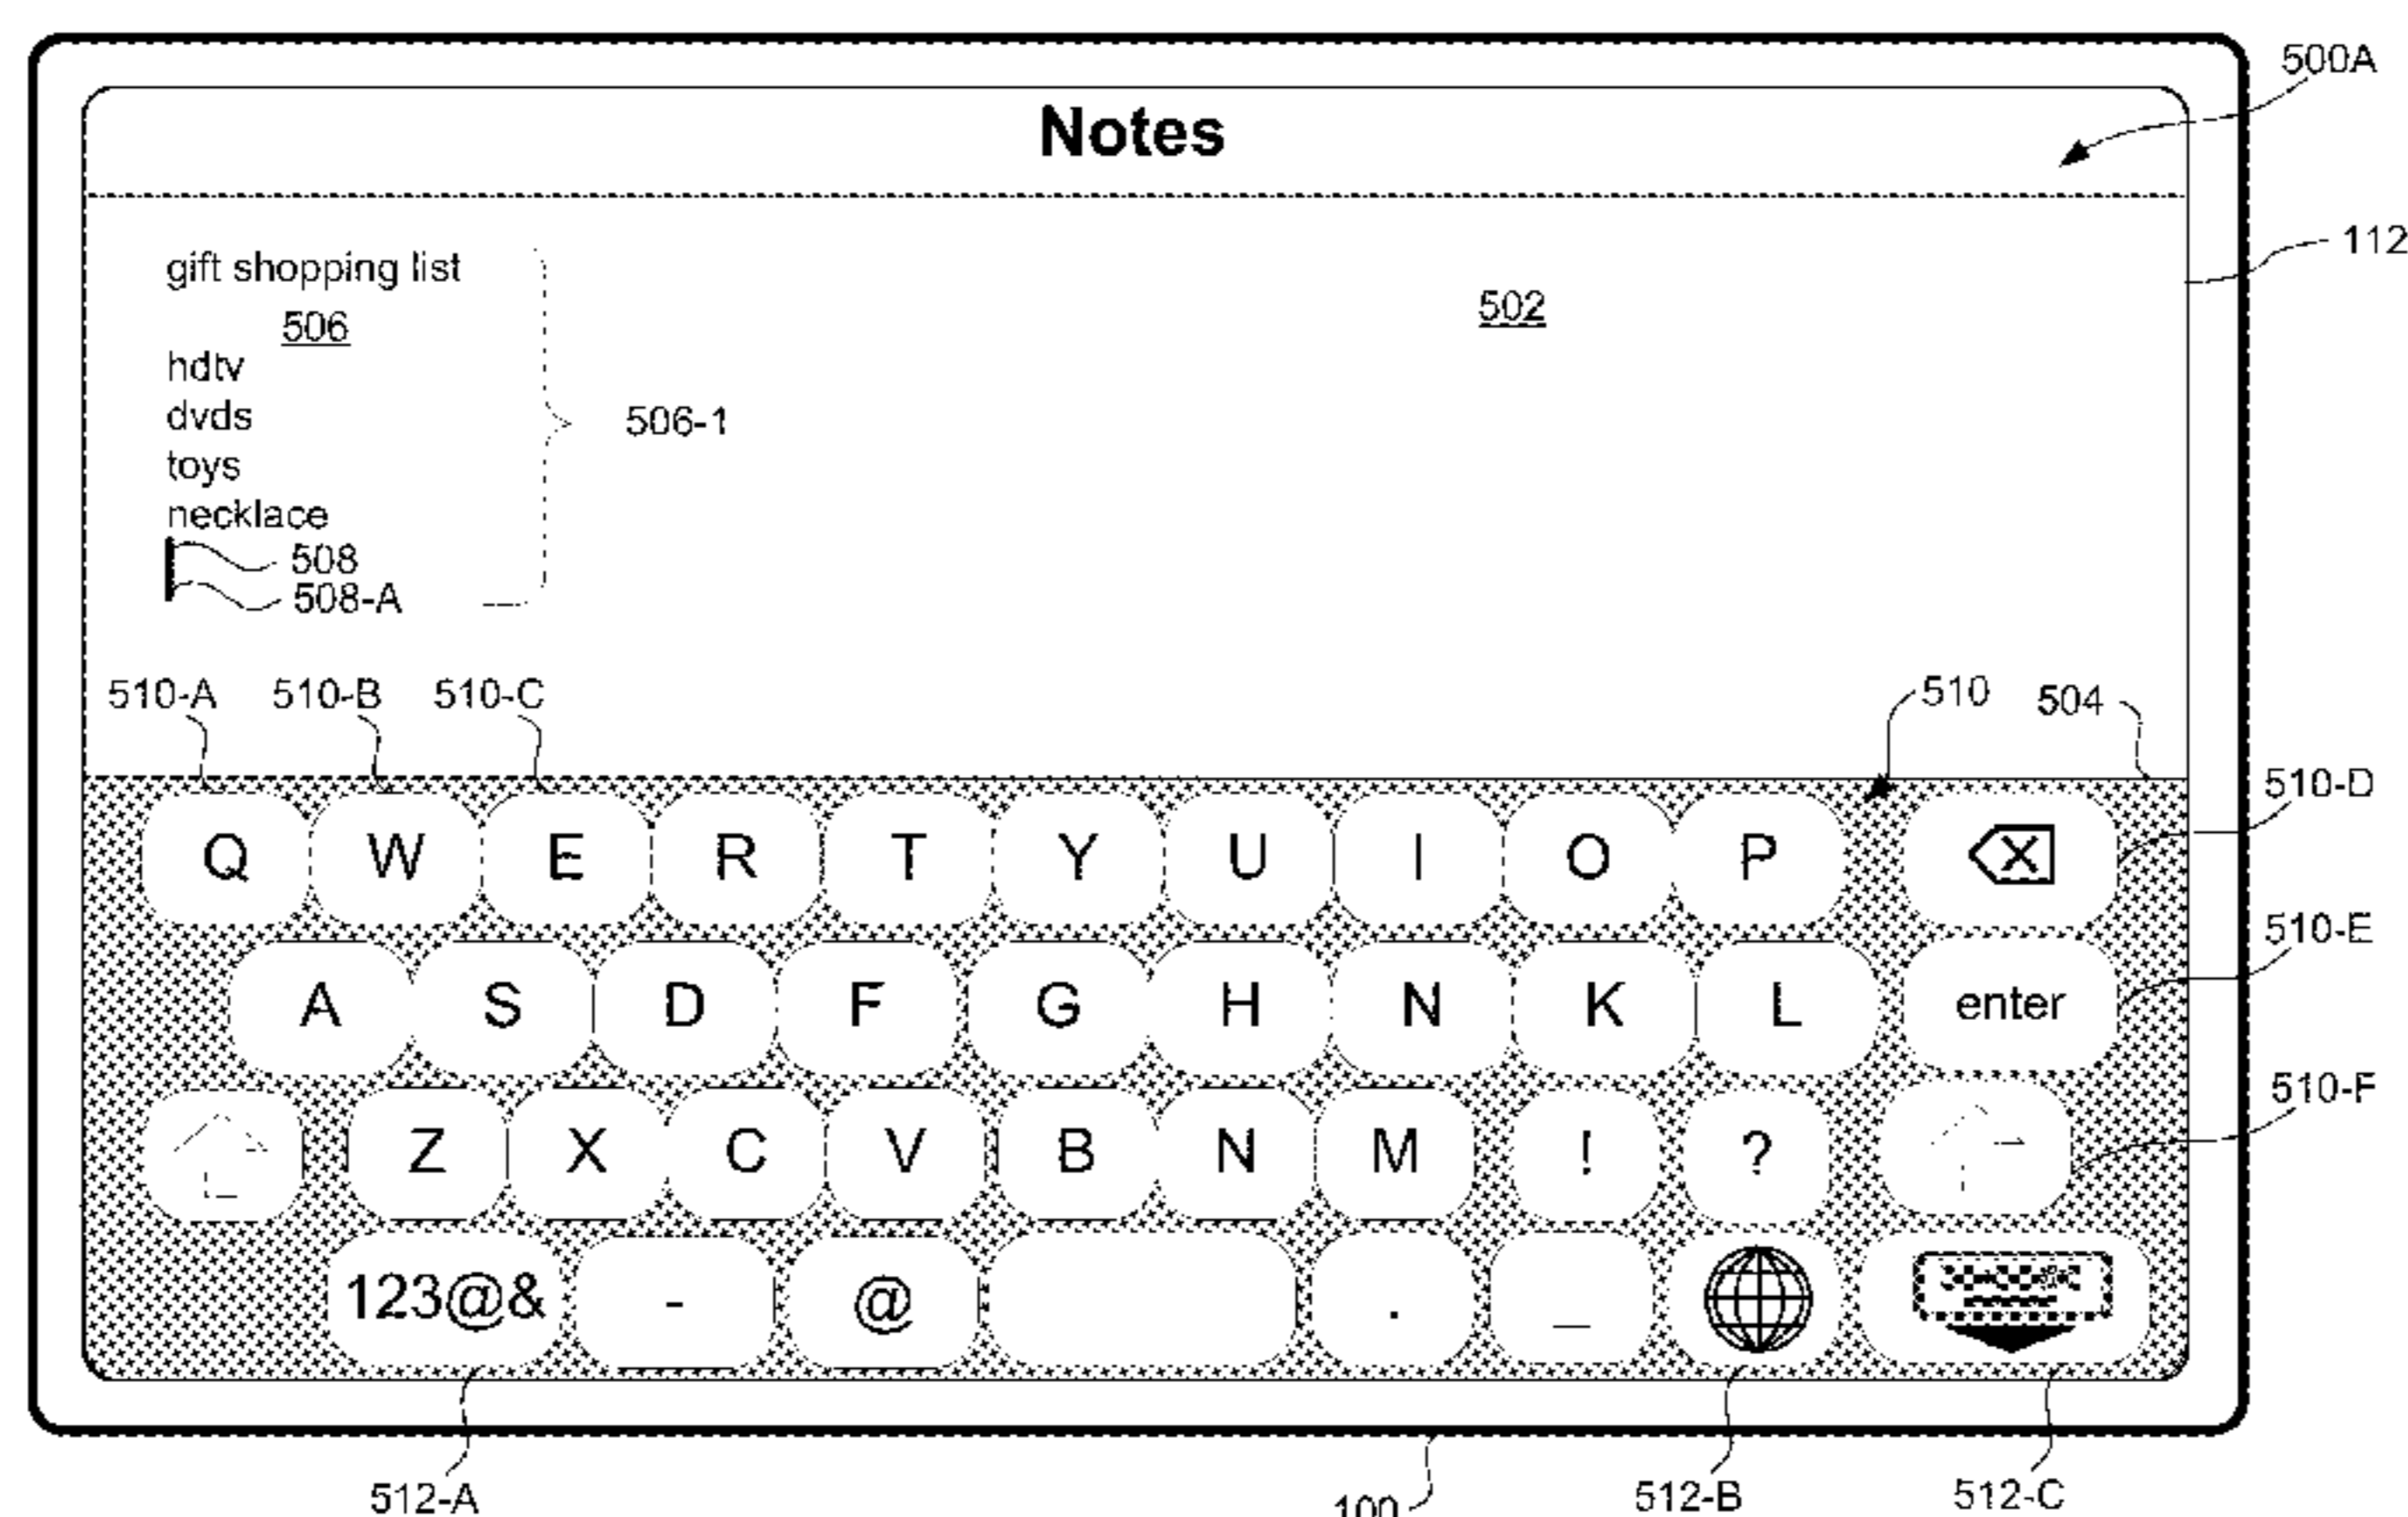 500A
Notes
112
gift shopping list
502
506
hdtv
dvds
506-1
toys
necklace
508
508-A
510-A 510-B 510-C 510 504
510-D
Q W E R T Y U I O P X
510-E
A S D F G H N K L enter
510-F
Z X C V B N M ! ?
123@& - @ . _
512-A 100 512-B 512-C